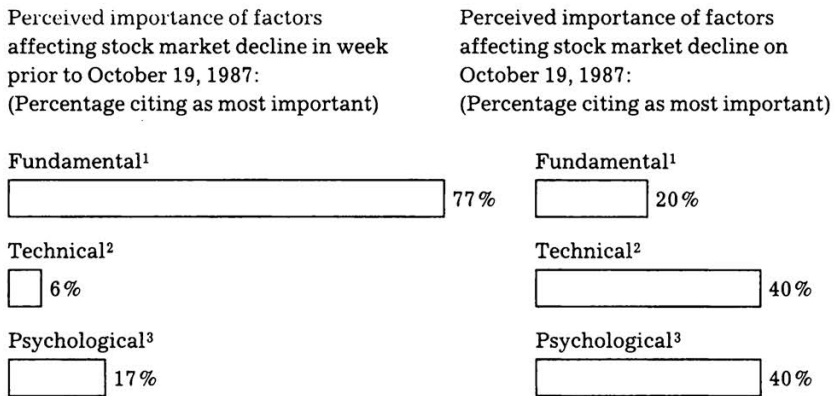 Perceived importance of factors
affecting stock market decline in week
prior to October 19, 1987:
(Percentage citing as most important)
Fundamental¹
77%
Technical²
6%
Psychological³
17%
Perceived importance of factors
affecting stock market decline on
October 19, 1987:
(Percentage citing as most important)
Fundamental¹
20%
Technical²
40%
Psychological³
40%